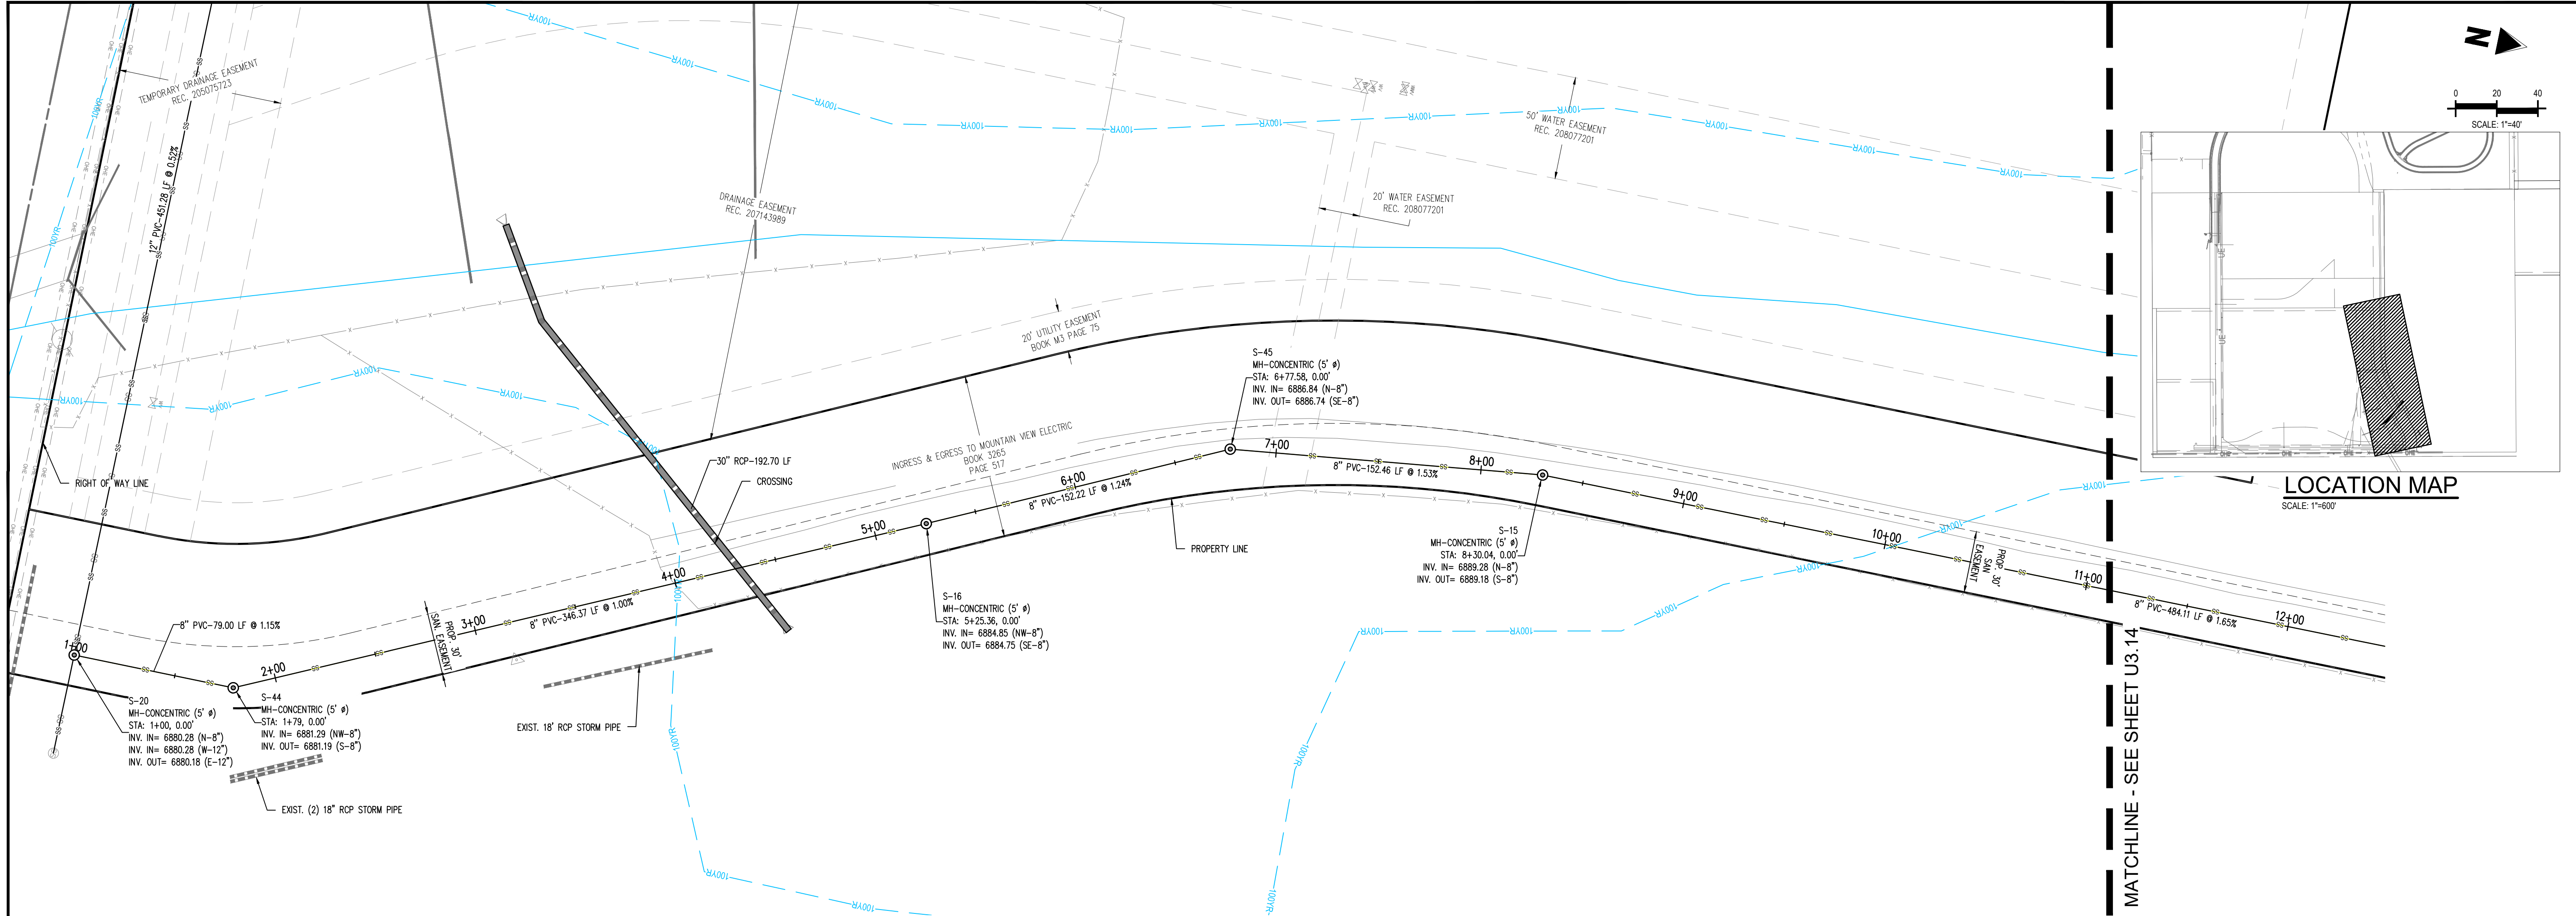 TEMPORARY DRAINAGE EASEMENT
REC. 205075723
12" PVC-451.28 LF @ 0.52%
DRAINAGE EASEMENT
REC. 207143989
50' WATER EASEMENT
REC. 208077201
20' WATER EASEMENT
REC. 208077201
20' UTILITY EASEMENT
BOOK M3 PAGE 75
INGRESS & EGRESS TO MOUNTAIN VIEW ELECTRIC
BOOK 3265
PAGE 517
RIGHT OF WAY LINE
30" RCP-192.70 LF
CROSSING
PROPERTY LINE
S-45
MH-CONCENTRIC (5' ø)
STA: 6+77.58, 0.00'
INV. IN= 6886.84 (N-8")
INV. OUT= 6886.74 (SE-8")
S-15
MH-CONCENTRIC (5' ø)
STA: 8+30.04, 0.00'
INV. IN= 6889.28 (N-8")
INV. OUT= 6889.18 (S-8")
S-16
MH-CONCENTRIC (5' ø)
STA: 5+25.36, 0.00'
INV. IN= 6884.85 (NW-8")
INV. OUT= 6884.75 (SE-8")
S-20
MH-CONCENTRIC (5' ø)
STA: 1+00, 0.00'
INV. IN= 6880.28 (N-8")
INV. IN= 6880.28 (W-12")
INV. OUT= 6880.18 (E-12")
S-44
MH-CONCENTRIC (5' ø)
STA: 1+79, 0.00'
INV. IN= 6881.29 (NW-8")
INV. OUT= 6881.19 (S-8")
8" PVC-79.00 LF @ 1.15%
8" PVC-346.37 LF @ 1.00%
8" PVC-152.22 LF @ 1.24%
8" PVC-152.46 LF @ 1.53%
8" PVC-484.11 LF @ 1.65%
1+00
2+00
3+00
4+00
5+00
6+00
7+00
8+00
9+00
10+00
11+00
12+00
PROP. 30'
SAN. EASEMENT
PROP. 30'
SAN
EASEMENT
EXIST. 18' RCP STORM PIPE
EXIST. (2) 18" RCP STORM PIPE
100YR
SS
OHE
MATCHLINE - SEE SHEET U3.14
N
0 20 40
SCALE: 1"=40'
LOCATION MAP
SCALE: 1"=600'